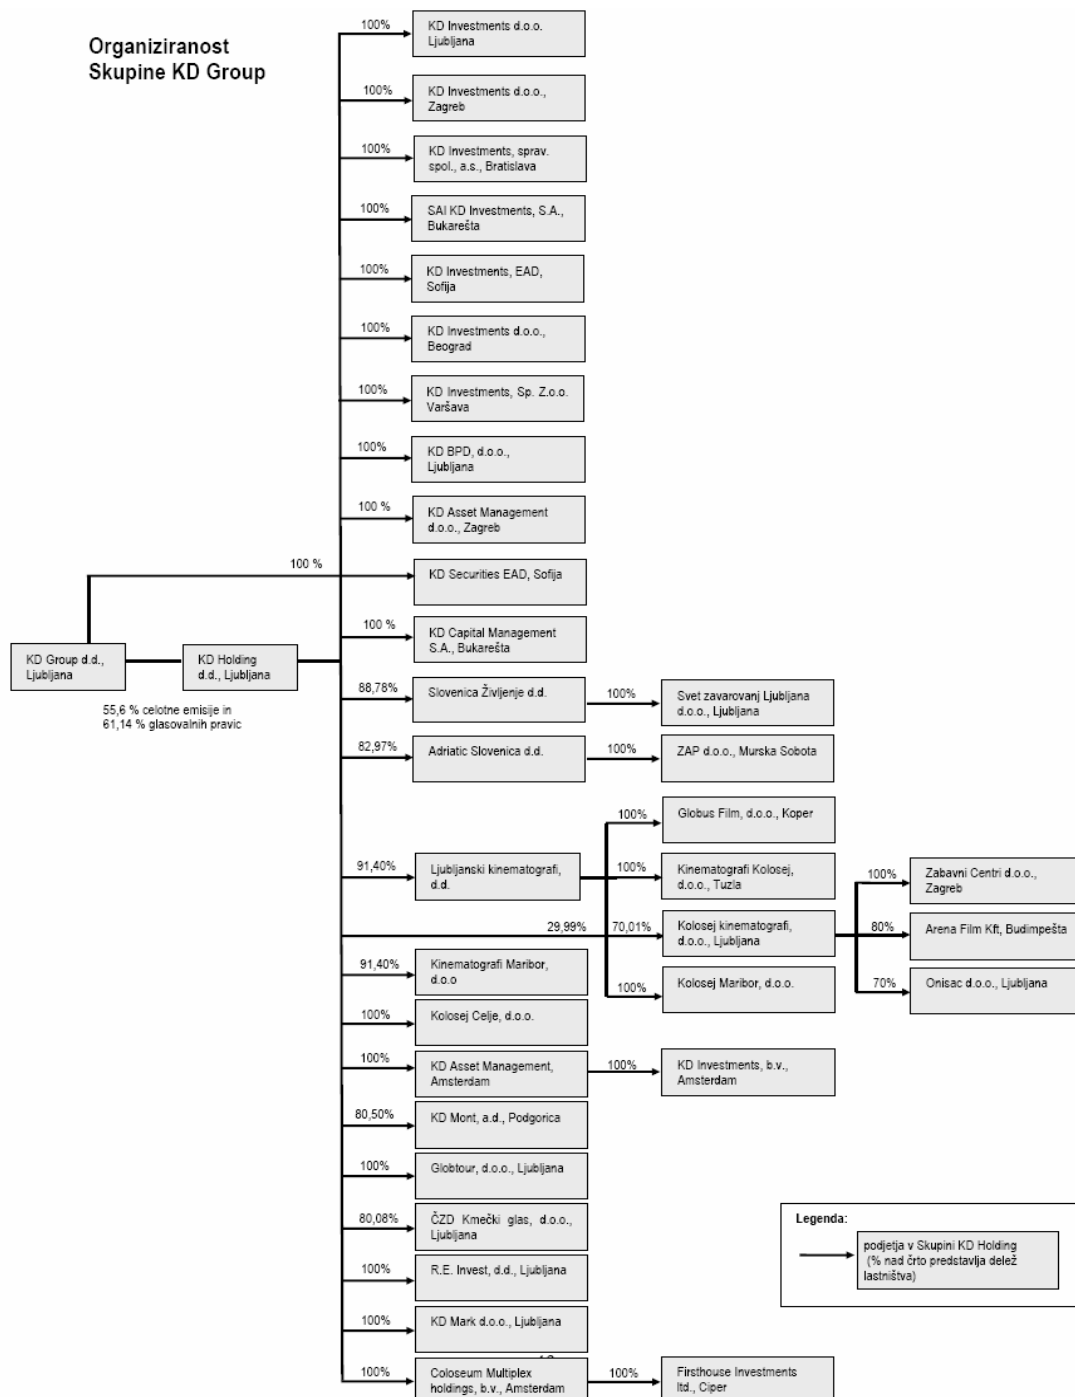 Organiziranost
Skupine KD Group
100%
KD Investments d.o.o.
Ljubljana
100%
KD Investments d.o.o.,
Zagreb
100%
KD Investments, sprav.
spol., a.s., Bratislava
100%
SAI KD Investments, S.A.,
Bukarešta
100%
KD Investments, EAD,
Sofija
100%
KD Investments d.o.o.,
Beograd
100%
KD Investments, Sp. Z.o.o.
Varšava
100%
KD BPD, d.o.o.,
Ljubljana
100 %
KD Asset Management
d.o.o., Zagreb
100 %
KD Securities EAD, Sofija
100 %
KD Capital Management
S.A., Bukarešta
KD Group d.d.,
Ljubljana
KD Holding
d.d., Ljubljana
55,6 % celotne emisije in
61,14 % glasovalnih pravic
88,78%
Slovenica Življenje d.d.
100%
Svet zavarovanj Ljubljana
d.o.o., Ljubljana
82,97%
Adriatic Slovenica d.d.
100%
ZAP d.o.o., Murska Sobota
91,40%
Ljubljanski kinematografi,
d.d.
100%
Globus Film, d.o.o., Koper
100%
Kinematografi Kolosej,
d.o.o., Tuzla
29,99%
70,01%
Kolosej kinematografi,
d.o.o., Ljubljana
100%
Kolosej Maribor, d.o.o.
100%
Zabavni Centri d.o.o.,
Zagreb
80%
Arena Film Kft, Budimpešta
70%
Onisac d.o.o., Ljubljana
91,40%
Kinematografi Maribor,
d.o.o
100%
Kolosej Celje, d.o.o.
100%
KD Asset Management,
Amsterdam
100%
KD Investments, b.v.,
Amsterdam
80,50%
KD Mont, a.d., Podgorica
100%
Globtour, d.o.o., Ljubljana
80,08%
ČZD Kmečki glas, d.o.o.,
Ljubljana
100%
R.E. Invest, d.d., Ljubljana
100%
KD Mark d.o.o., Ljubljana
100%
Coloseum Multiplex
holdings, b.v., Amsterdam
100%
Firsthouse Investments
ltd., Ciper
Legenda:
podjetja v Skupini KD Holding
(% nad črto predstavlja delež
lastništva)